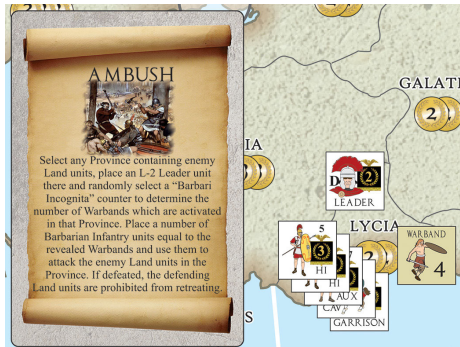 AMBUSH
Select any Province containing enemy
Land units, place an L-2 Leader unit
there and randomly select a “Barbari
Incognita” counter to determine the
number of Warbands which are activated
in that Province. Place a number of
Barbarian Infantry units equal to the
revealed Warbands and use them to
attack the enemy Land units in the
Province. If defeated, the defending
Land units are prohibited from retreating.
GALATI
2
IA
D 2
LEADER
LYCIA
2
WARBAND
4
5
3
HI
HI
AUX
CAV
GARRISON
S